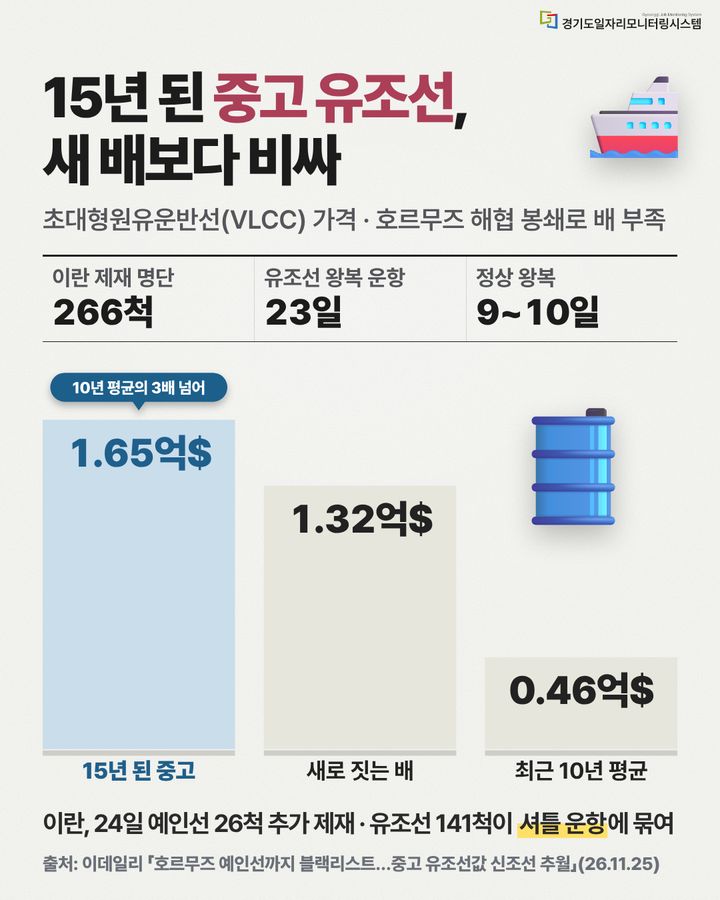 경기도일자리모니터링시스템
15년 된 중고 유조선,
새 배보다 비싸
초대형원유운반선(VLCC) 가격 · 호르무즈 해협 봉쇄로 배 부족
이란 제재 명단
266척
유조선 왕복 운항
23일
정상 왕복
9~10일
10년 평균의 3배 넘어
1.65억$
1.32억$
0.46억$
15년 된 중고
새로 짓는 배
최근 10년 평균
이란, 24일 예인선 26척 추가 제재 · 유조선 141척이 셔틀 운항에 묶여
출처: 이데일리 「호르무즈 예인선까지 블랙리스트…중고 유조선값 신조선 추월」(26.11.25)